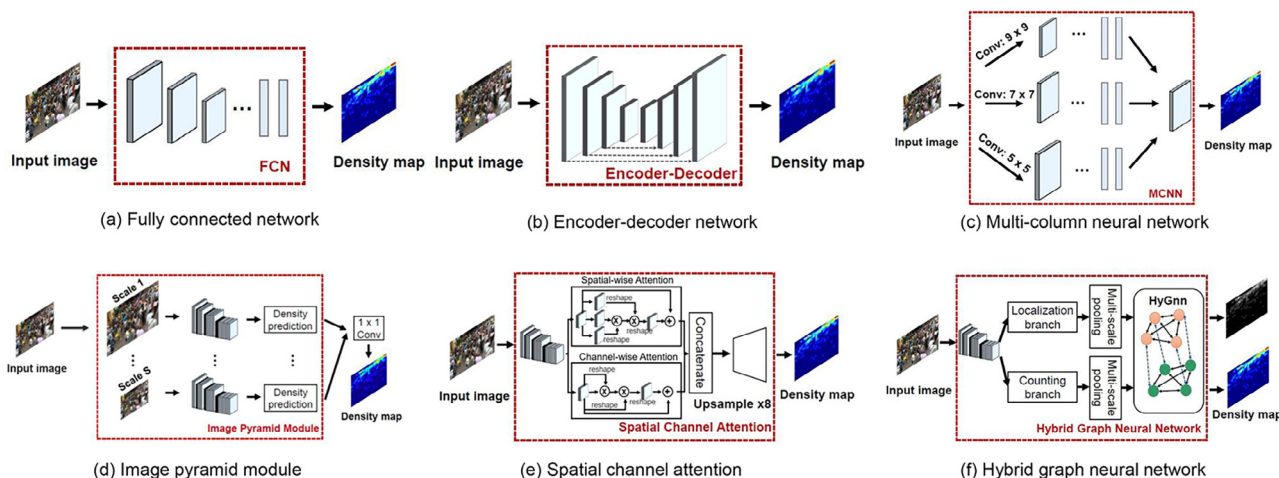 Input image
FCN
Density map
(a) Fully connected network
Input image
Encoder-Decoder
Density map
(b) Encoder-decoder network
Input image
Conv: 9 x 9
Conv: 7 x 7
Conv: 5 x 5
MCNN
Density map
(c) Multi-column neural network
Input image
Scale 1
Scale S
Density
prediction
Density
prediction
1 x 1
Conv
Density map
Image Pyramid Module
(d) Image pyramid module
Input image
Spatial-wise Attention
reshape
reshape
Channel-wise Attention
reshape
reshape
reshape
Concatenate
Upsample x8
Density map
Spatial Channel Attention
(e) Spatial channel attention
Input image
Localization
branch
Multi-scale
pooling
Counting
branch
Multi-scale
pooling
HyGnn
Density map
Hybrid Graph Neural Network
(f) Hybrid graph neural network